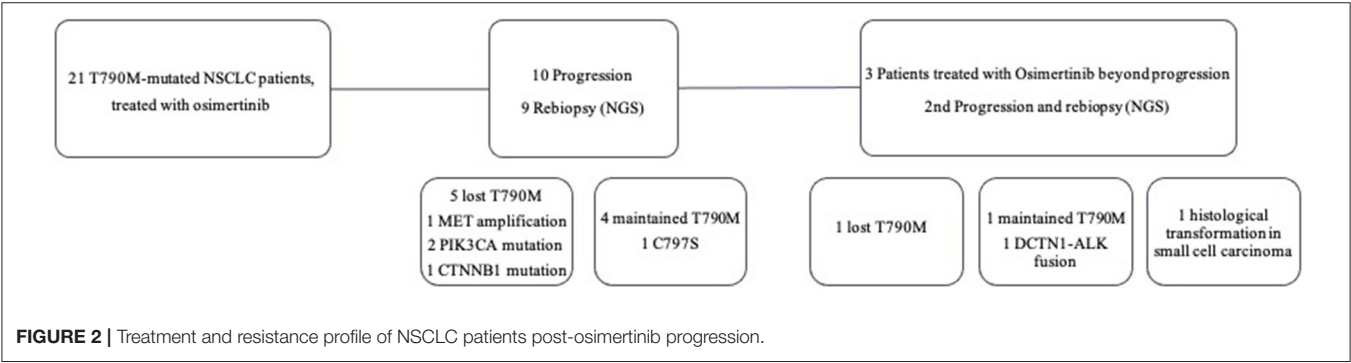 21 T790M-mutated NSCLC patients,
treated with osimertinib
10 Progression
9 Rebiopsy (NGS)
3 Patients treated with Osimertinib beyond progression
2nd Progression and rebiopsy (NGS)
5 lost T790M
1 MET amplification
2 PIK3CA mutation
1 CTNNB1 mutation
4 maintained T790M
1 C797S
1 lost T790M
1 maintained T790M
1 DCTN1-ALK
fusion
1 histological
transformation in
small cell carcinoma
FIGURE 2 | Treatment and resistance profile of NSCLC patients post-osimertinib progression.